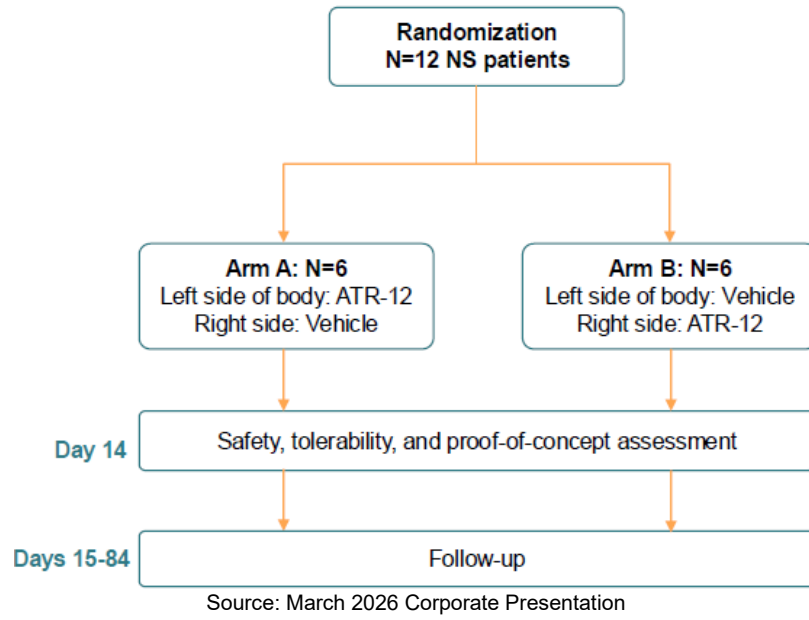 Randomization
N=12 NS patients
Arm A: N=6
Left side of body: ATR-12
Right side: Vehicle
Arm B: N=6
Left side of body: Vehicle
Right side: ATR-12
Day 14
Safety, tolerability, and proof-of-concept assessment
Days 15-84
Follow-up
Source: March 2026 Corporate Presentation